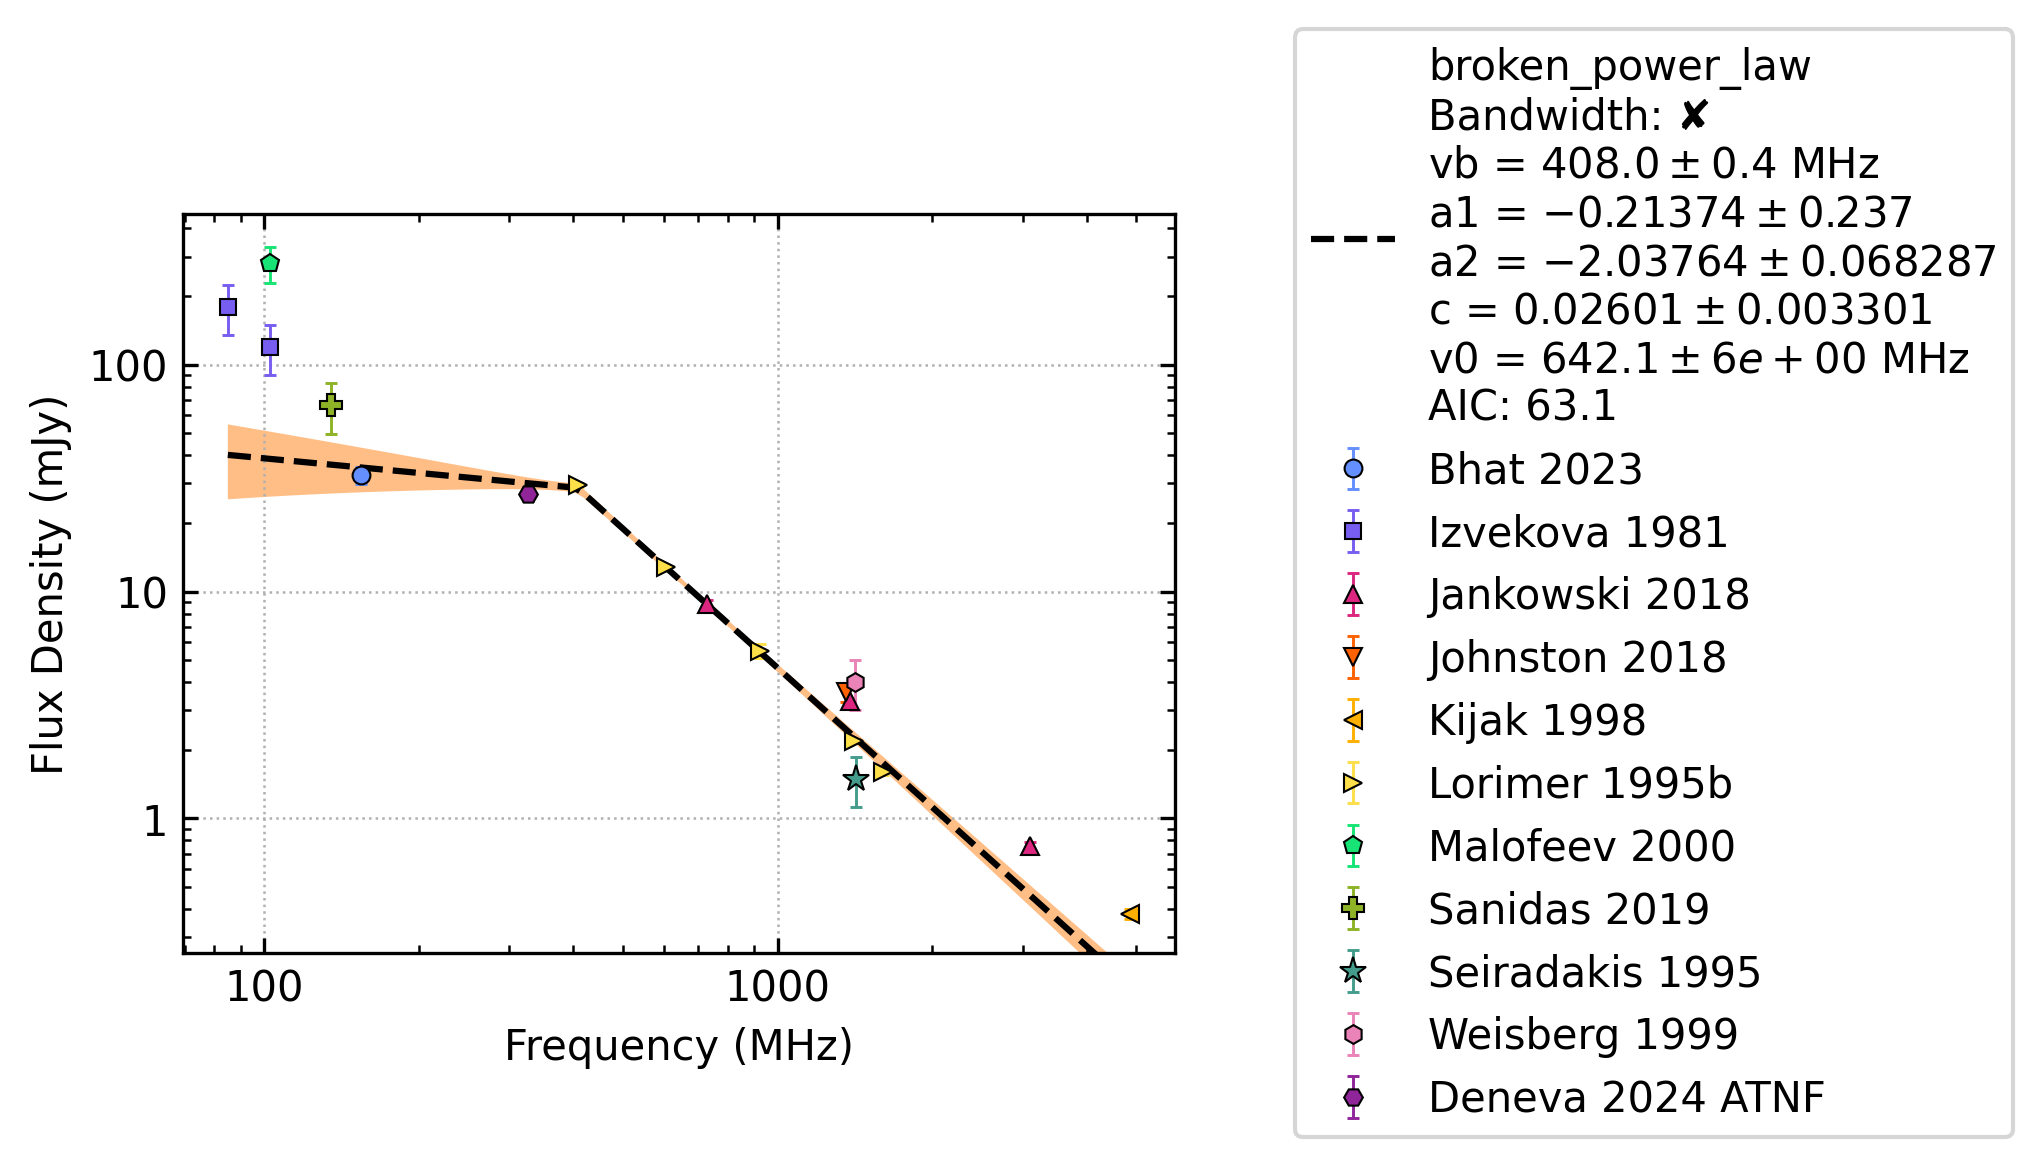 broken_power_law
Bandwidth: ✘
vb = 408.0 ± 0.4 MHz
a1 = −0.21374 ± 0.237
a2 = −2.03764 ± 0.068287
c = 0.02601 ± 0.003301
v0 = 642.1 ± 6e + 00 MHz
AIC: 63.1
Bhat 2023
Izvekova 1981
Jankowski 2018
Johnston 2018
Kijak 1998
Lorimer 1995b
Malofeev 2000
Sanidas 2019
Seiradakis 1995
Weisberg 1999
Deneva 2024 ATNF
Flux Density (mJy)
100
10
1
100 1000
Frequency (MHz)